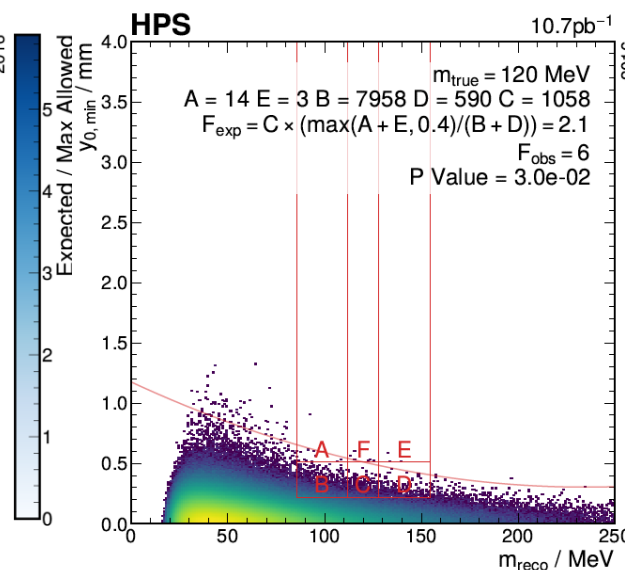 HPS
10.7pb⁻¹
m_true = 120 MeV
A = 14 E = 3 B = 7958 D = 590 C = 1058
F_exp = C × (max(A + E, 0.4)/(B + D)) = 2.1
F_obs = 6
P Value = 3.0e-02
Expected / Max Allowed
5
4
3
2
1
0
y_0, min / mm
4.0
3.5
3.0
2.5
2.0
1.5
1.0
0.5
0.0
A F E
B C D
0 50 100 150 200 250
m_reco / MeV